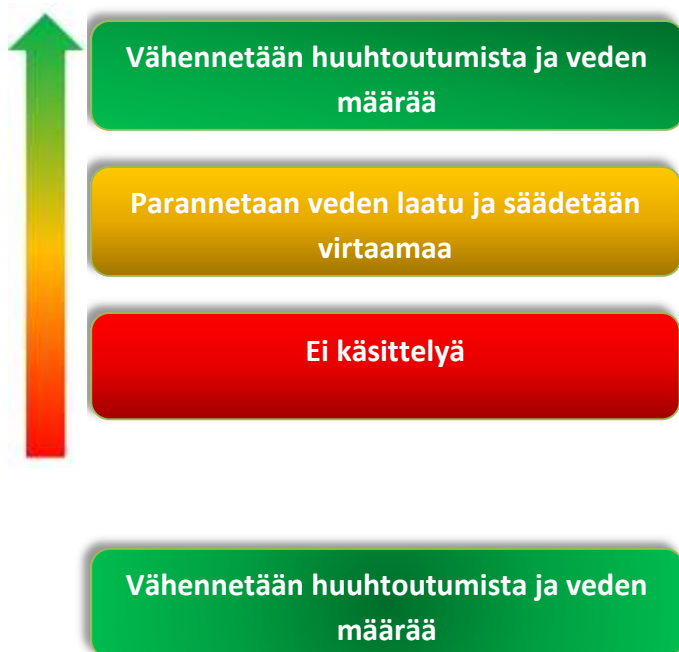 Vähennetään huuhtoutumista ja veden
määrää
Parannetaan veden laatu ja säädetään
virtaamaa
Ei käsittelyä
Vähennetään huuhtoutumista ja veden
määrää